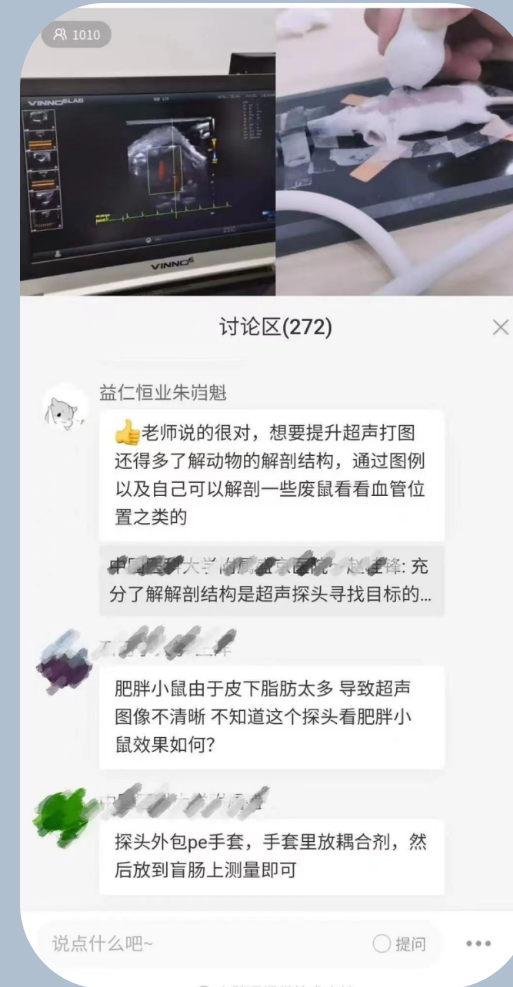 1010
VINNO 6 LAB
VINNO 6
讨论区(272)
益仁恒业朱岿魁
👍老师说的很对，想要提升超声打图
还得多了解动物的解剖结构，通过图例
以及自己可以解剖一些废鼠看看血管位
置之类的
锋: 充
分了解解剖结构是超声探头寻找目标的...
肥胖小鼠由于皮下脂肪太多 导致超声
图像不清晰 不知道这个探头看肥胖小
鼠效果如何？
探头外包pe手套，手套里放耦合剂，然
后放到盲肠上测量即可
说点什么吧~
提问